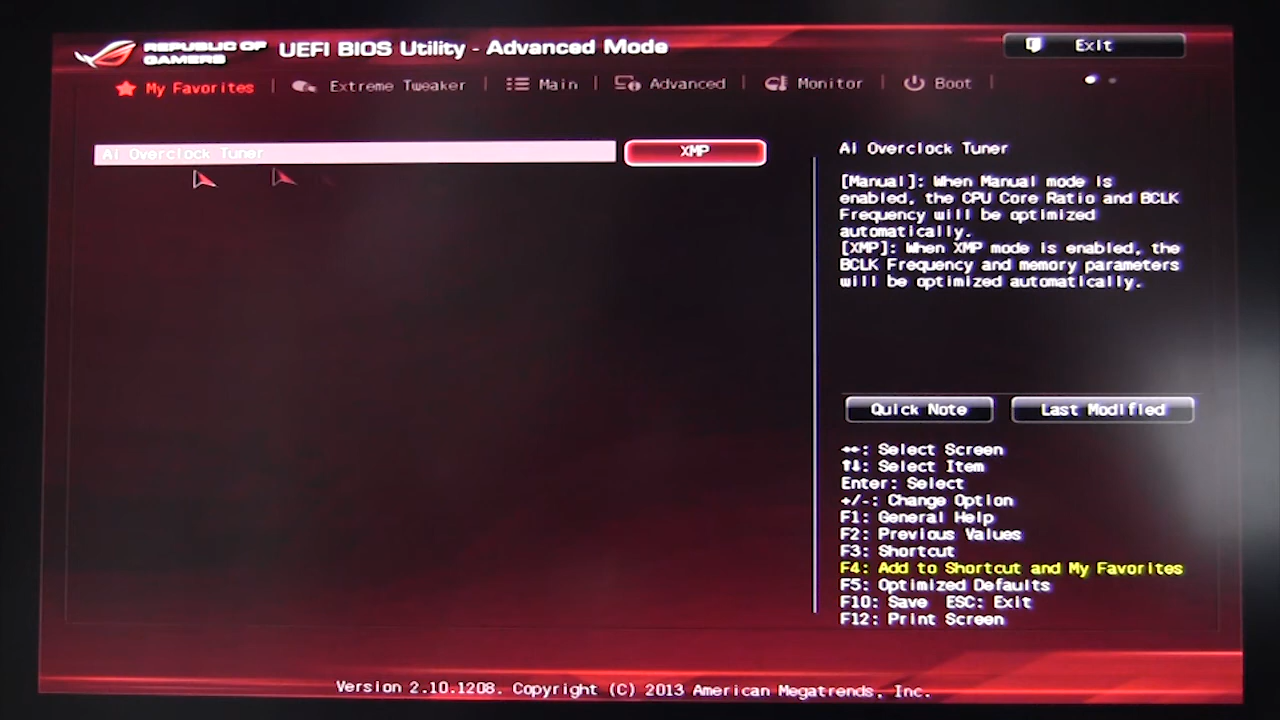 REPUBLIC OF
GAMERS
UEFI BIOS Utility - Advanced Mode
Exit
My Favorites
Extreme Tweaker
Main
Advanced
Monitor
Boot
Ai Overclock Tuner
XMP
Ai Overclock Tuner
[Manual]: When Manual mode is
enabled, the CPU Core Ratio and BCLK
Frequency will be optimized
automatically.
[XMP]: When XMP mode is enabled, the
BCLK Frequency and memory parameters
will be optimized automatically.
Quick Note
Last Modified
→←: Select Screen
↑↓: Select Item
Enter: Select
+/-: Change Option
F1: General Help
F2: Previous Values
F3: Shortcut
F4: Add to Shortcut and My Favorites
F5: Optimized Defaults
F10: Save ESC: Exit
F12: Print Screen
Version 2.10.1208. Copyright (C) 2013 American Megatrends, Inc.